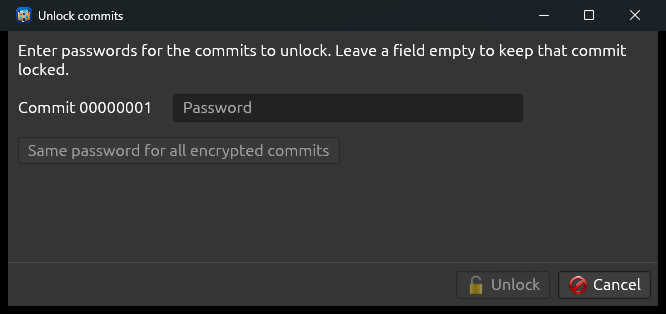 Unlock commits
Enter passwords for the commits to unlock. Leave a field empty to keep that commit
locked.
Commit 00000001 Password
Same password for all encrypted commits
Unlock Cancel